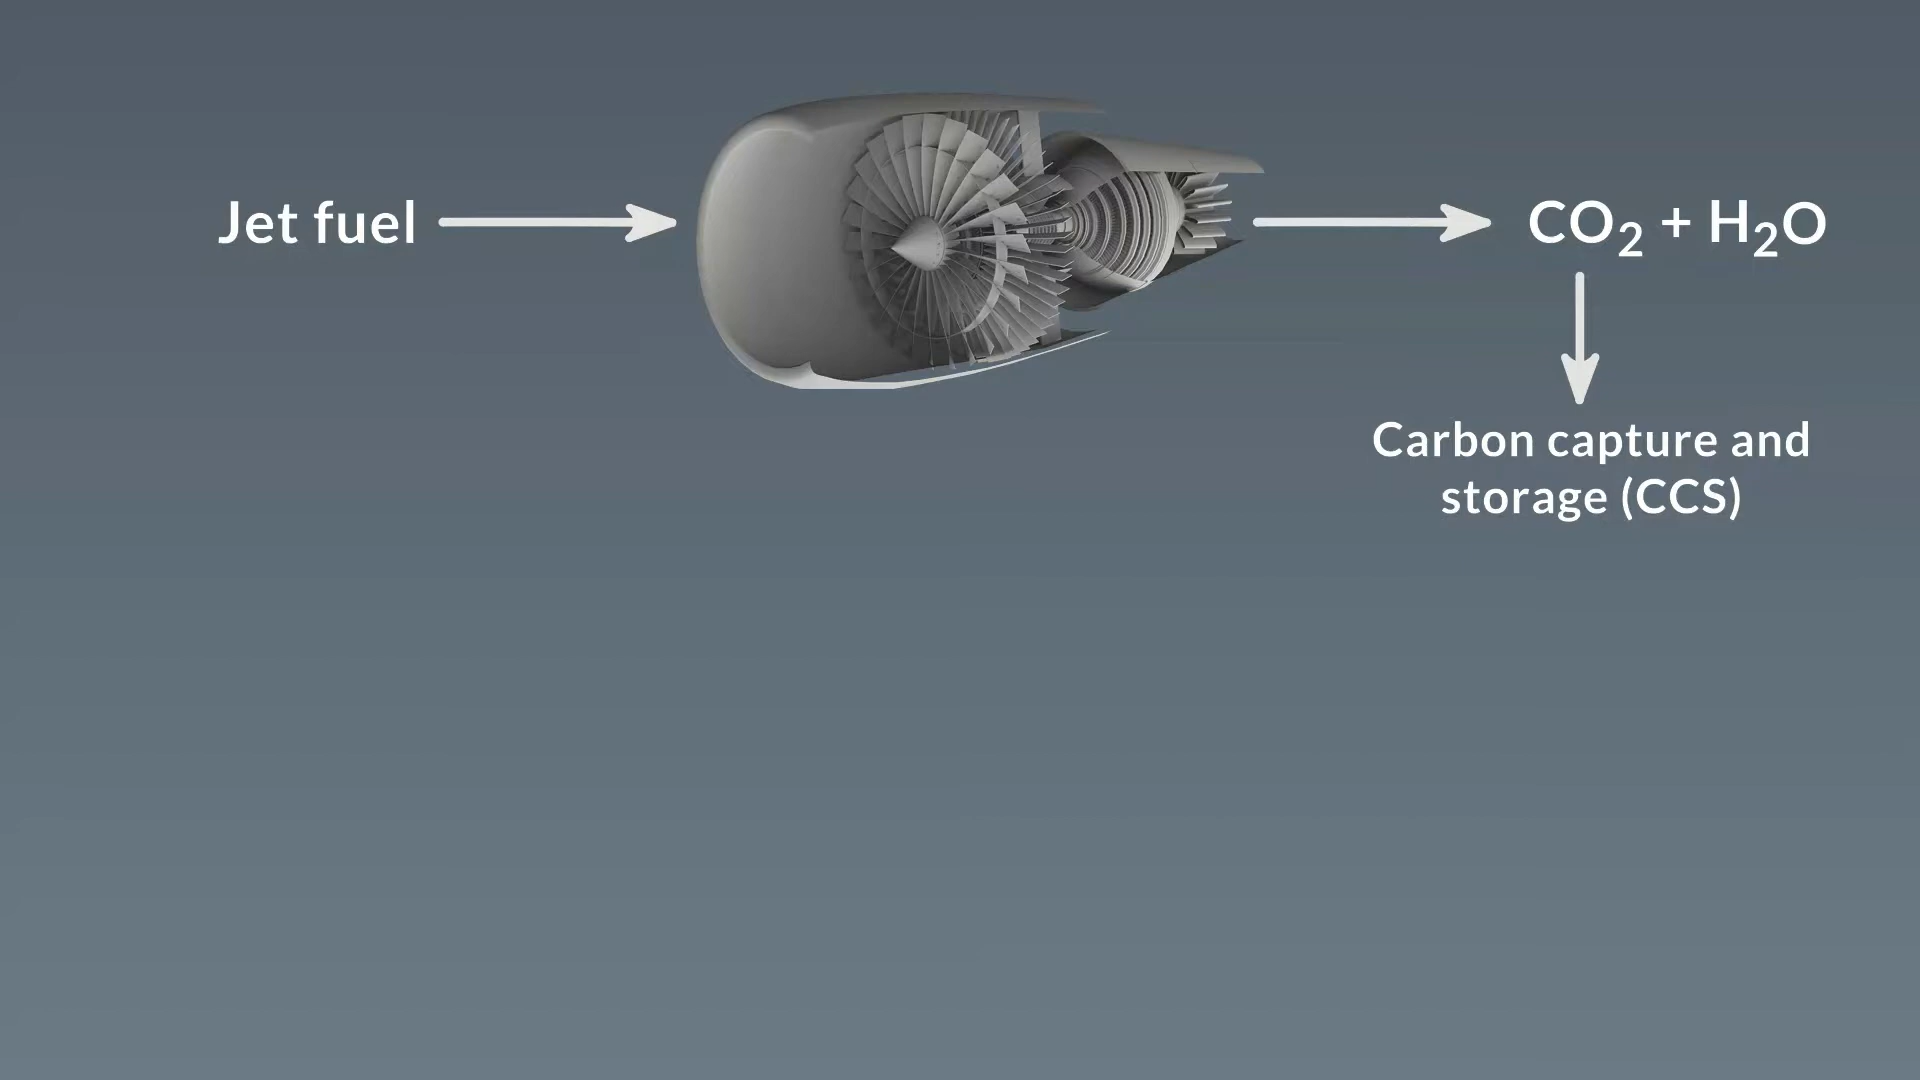 Jet fuel
CO₂ + H₂O
Carbon capture and
storage (CCS)